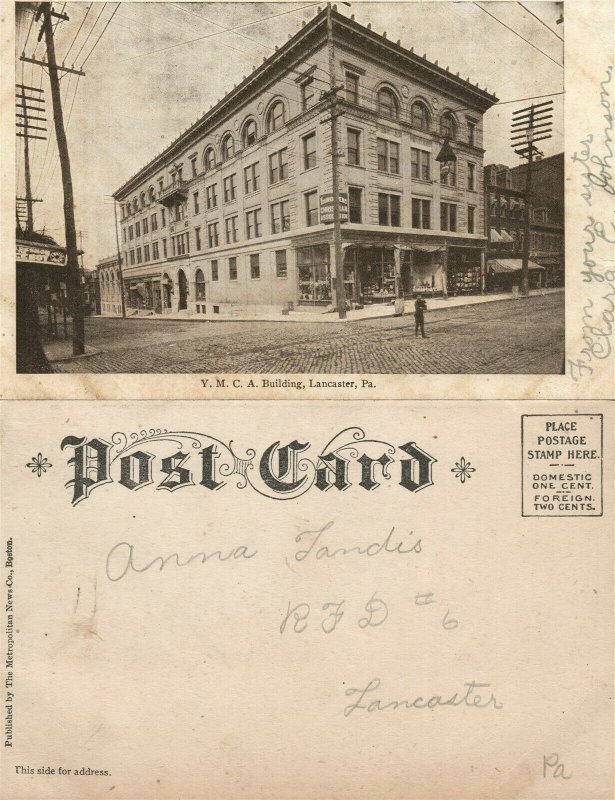 From your sister
Clara Johnson.
Y. M. C. A. Building, Lancaster, Pa.
Post Card
PLACE
POSTAGE
STAMP HERE.
DOMESTIC
ONE CENT.
FOREIGN.
TWO CENTS.
Anna Landis
RFD #6
Lancaster
Pa
Published by The Metropolitan News Co., Boston.
This side for address.